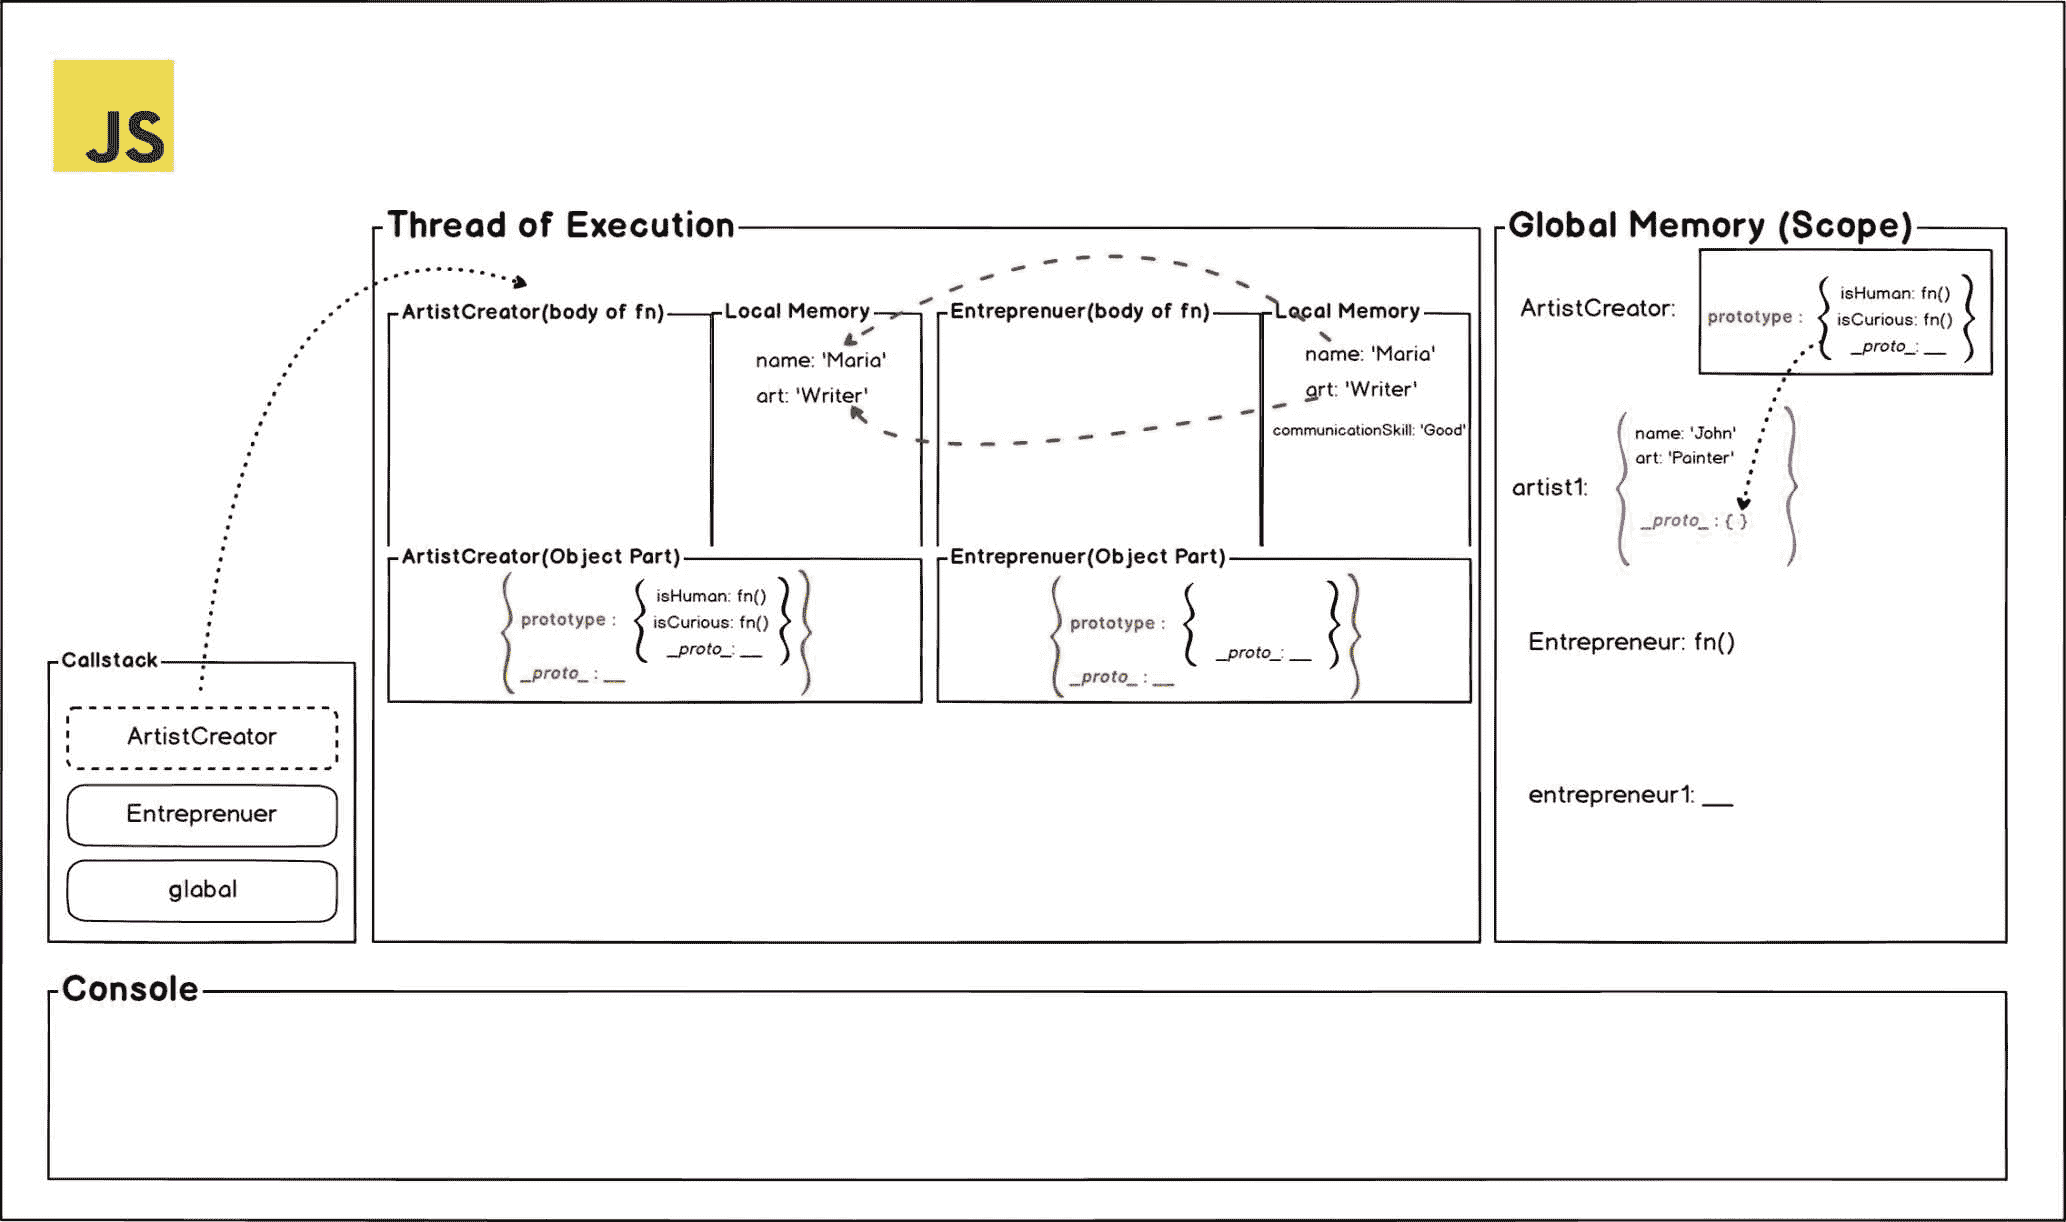 JS
Thread of Execution
Global Memory (Scope)
ArtistCreator(body of fn)
Local Memory
name: 'Maria'
art: 'Writer'
Entreprenuer(body of fn)
Local Memory
name: 'Maria'
art: 'Writer'
communicationSkill: 'Good'
ArtistCreator(Object Part)
prototype :
isHuman: fn()
isCurious: fn()
_proto_: __
_proto_ : __
Entreprenuer(Object Part)
prototype :
_proto_: __
_proto_ : __
ArtistCreator:
prototype :
isHuman: fn()
isCurious: fn()
_proto_: __
artist1:
name: 'John'
art: 'Painter'
_proto_ : { }
Entrepreneur: fn()
entrepreneur1: __
Callstack
ArtistCreator
Entreprenuer
glabal
Console